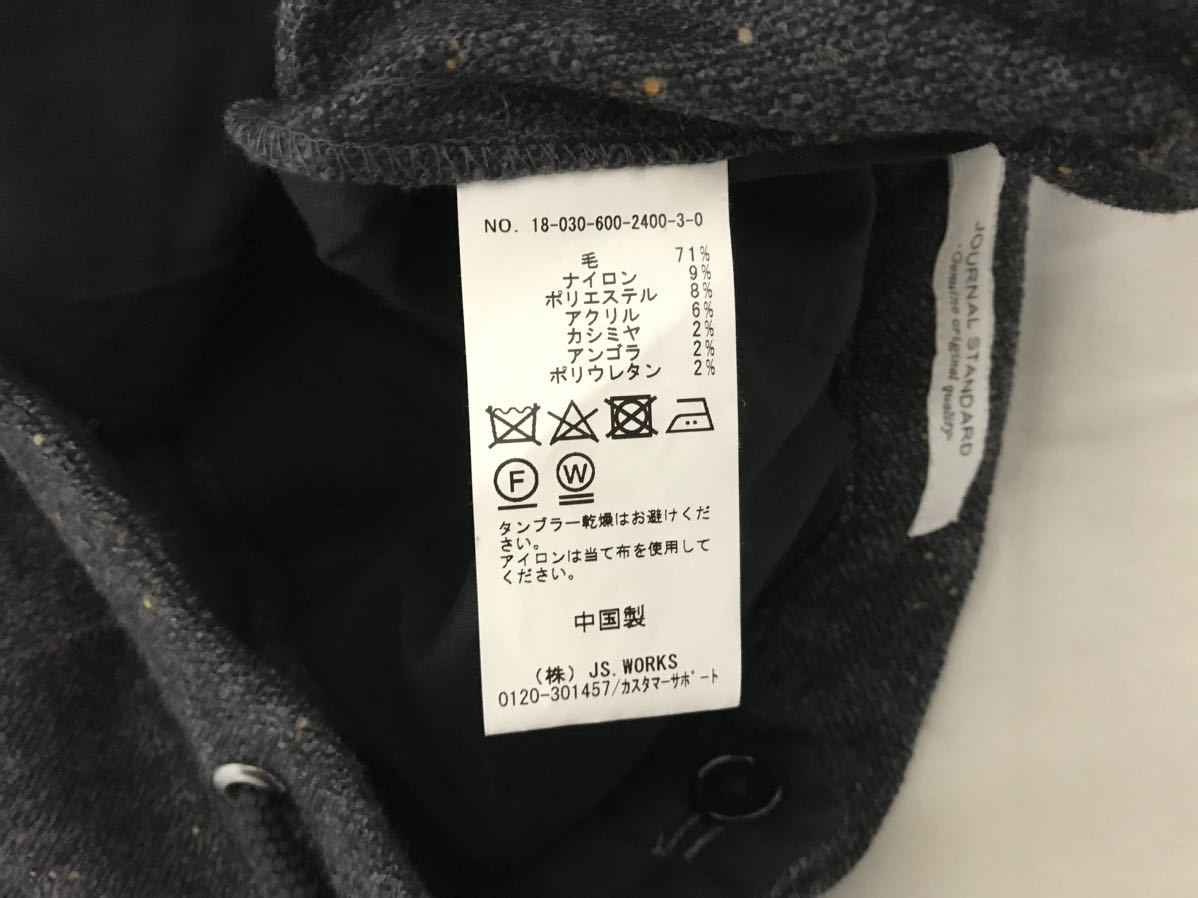 NO. 18-030-600-2400-3-0
毛 71%
ナイロン 9%
ポリエステル 8%
アクリル 6%
カシミヤ 2%
アンゴラ 2%
ポリウレタン 2%
F W
タンブラー乾燥はお避けくだ
さい。
アイロンは当て布を使用して
ください。
中国製
(株) JS.WORKS
0120-301457/カスタマーサポート
JOURNAL STANDARD
-Genuine original quality-